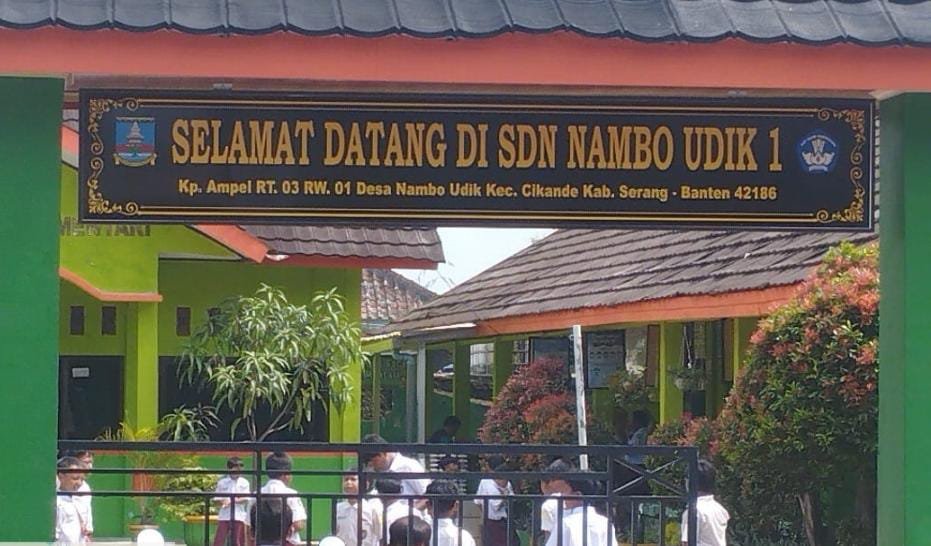 SELAMAT DATANG DI SDN NAMBO UDIK 1
Kp. Ampel RT. 03 RW. 01 Desa Nambo Udik Kec. Cikande Kab. Serang - Banten 42186